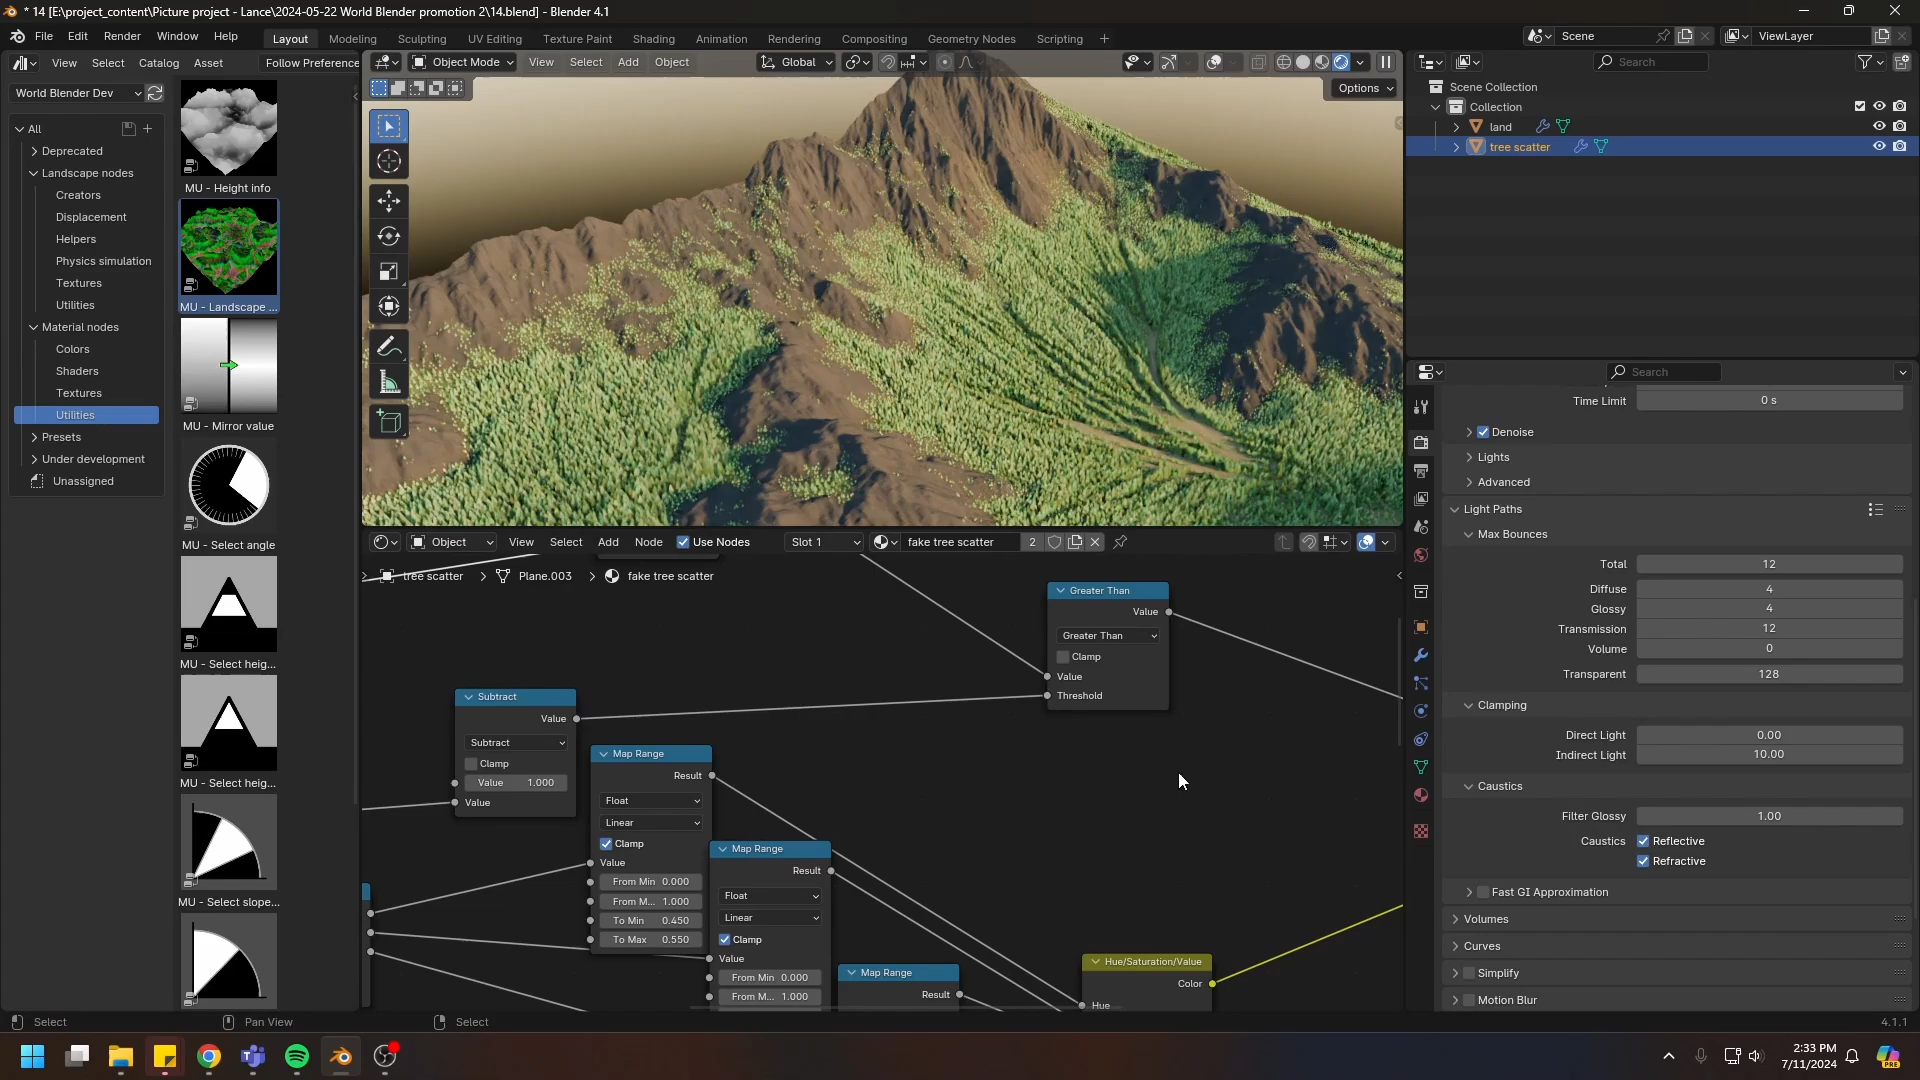 * 14 [E:\project_content\Picture project - Lance\2024-05-22 World Blender promotion 2\14.blend] - Blender 4.1
File Edit Render Window Help
Layout Modeling Sculpting UV Editing Texture Paint Shading Animation Rendering Compositing Geometry Nodes Scripting +
Scene
ViewLayer
View Select Catalog Asset
Follow Preference
World Blender Dev
All
Deprecated
Landscape nodes
Creators
Displacement
Helpers
Physics simulation
Textures
Utilities
Material nodes
Colors
Shaders
Textures
Utilities
Presets
Under development
Unassigned
MU - Height info
MU - Landscape ...
MU - Mirror value
MU - Select angle
MU - Select heig...
MU - Select heig...
MU - Select slope...
Object Mode View Select Add Object
Global
Options
Object View Select Add Node Use Nodes
Slot 1
fake tree scatter 2
tree scatter > Plane.003 > fake tree scatter
Greater Than
Value
Greater Than
Clamp
Value
Threshold
Subtract
Value
Subtract
Clamp
Value 1.000
Value
Map Range
Result
Float
Linear
Clamp
Value
From Min 0.000
From M... 1.000
To Min 0.450
To Max 0.550
Map Range
Result
Float
Linear
Clamp
Value
From Min 0.000
From M... 1.000
Map Range
Result
Hue/Saturation/Value
Color
Hue
Search
Scene Collection
Collection
land
tree scatter
Search
Time Limit 0 s
Denoise
Lights
Advanced
Light Paths
Max Bounces
Total 12
Diffuse 4
Glossy 4
Transmission 12
Volume 0
Transparent 128
Clamping
Direct Light 0.00
Indirect Light 10.00
Caustics
Filter Glossy 1.00
Caustics Reflective
Refractive
Fast GI Approximation
Volumes
Curves
Simplify
Motion Blur
Select
Pan View
Select
4.1.1
2:33 PM
7/11/2024
PRE